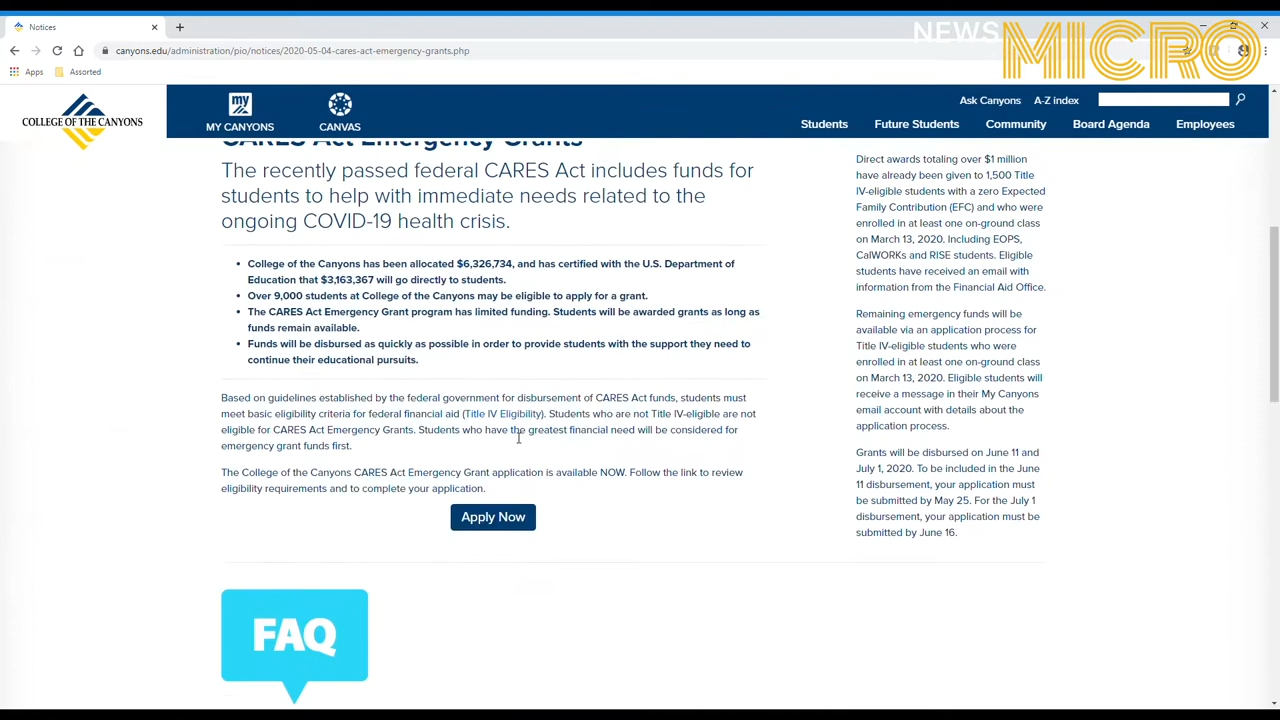 Notices
NEWS
MICRO
canyons.edu/administration/pio/notices/2020-05-04-cares-act-emergency-grants.php
Apps
Assorted
COLLEGE OF THE CANYONS
my
MY CANYONS
CANVAS
Ask Canyons
A-Z index
Students
Future Students
Community
Board Agenda
Employees
CARES Act Emergency Grants
The recently passed federal CARES Act includes funds for
students to help with immediate needs related to the
ongoing COVID-19 health crisis.
• College of the Canyons has been allocated $6,326,734, and has certified with the U.S. Department of
Education that $3,163,367 will go directly to students.
• Over 9,000 students at College of the Canyons may be eligible to apply for a grant.
• The CARES Act Emergency Grant program has limited funding. Students will be awarded grants as long as
funds remain available.
• Funds will be disbursed as quickly as possible in order to provide students with the support they need to
continue their educational pursuits.
Based on guidelines established by the federal government for disbursement of CARES Act funds, students must
meet basic eligibility criteria for federal financial aid (Title IV Eligibility). Students who are not Title IV-eligible are not
eligible for CARES Act Emergency Grants. Students who have the greatest financial need will be considered for
emergency grant funds first.
The College of the Canyons CARES Act Emergency Grant application is available NOW. Follow the link to review
eligibility requirements and to complete your application.
Apply Now
FAQ
Direct awards totaling over $1 million
have already been given to 1,500 Title
IV-eligible students with a zero Expected
Family Contribution (EFC) and who were
enrolled in at least one on-ground class
on March 13, 2020. Including EOPS,
CalWORKs and RISE students. Eligible
students have received an email with
information from the Financial Aid Office.
Remaining emergency funds will be
available via an application process for
Title IV-eligible students who were
enrolled in at least one on-ground class
on March 13, 2020. Eligible students will
receive a message in their My Canyons
email account with details about the
application process.
Grants will be disbursed on June 11 and
July 1, 2020. To be included in the June
11 disbursement, your application must
be submitted by May 25. For the July 1
disbursement, your application must be
submitted by June 16.